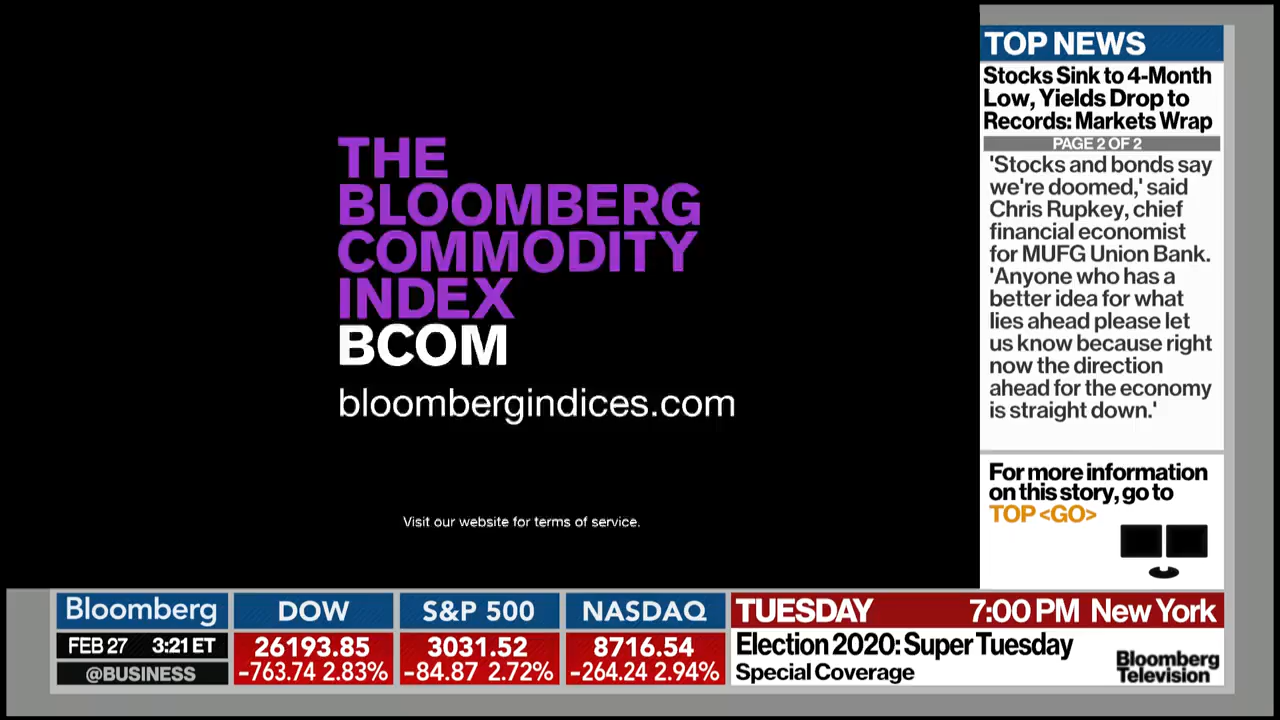 THE
BLOOMBERG
COMMODITY
INDEX
BCOM
bloombergindices.com
Visit our website for terms of service.
TOP NEWS
Stocks Sink to 4-Month
Low, Yields Drop to
Records: Markets Wrap
PAGE 2 OF 2
'Stocks and bonds say
we're doomed,' said
Chris Rupkey, chief
financial economist
for MUFG Union Bank.
'Anyone who has a
better idea for what
lies ahead please let
us know because right
now the direction
ahead for the economy
is straight down.'
For more information
on this story, go to
TOP <GO>
Bloomberg
FEB 27 3:21 ET
@BUSINESS
DOW
26193.85
-763.74 2.83%
S&P 500
3031.52
-84.87 2.72%
NASDAQ
8716.54
-264.24 2.94%
TUESDAY 7:00 PM New York
Election 2020: Super Tuesday
Special Coverage
Bloomberg
Television